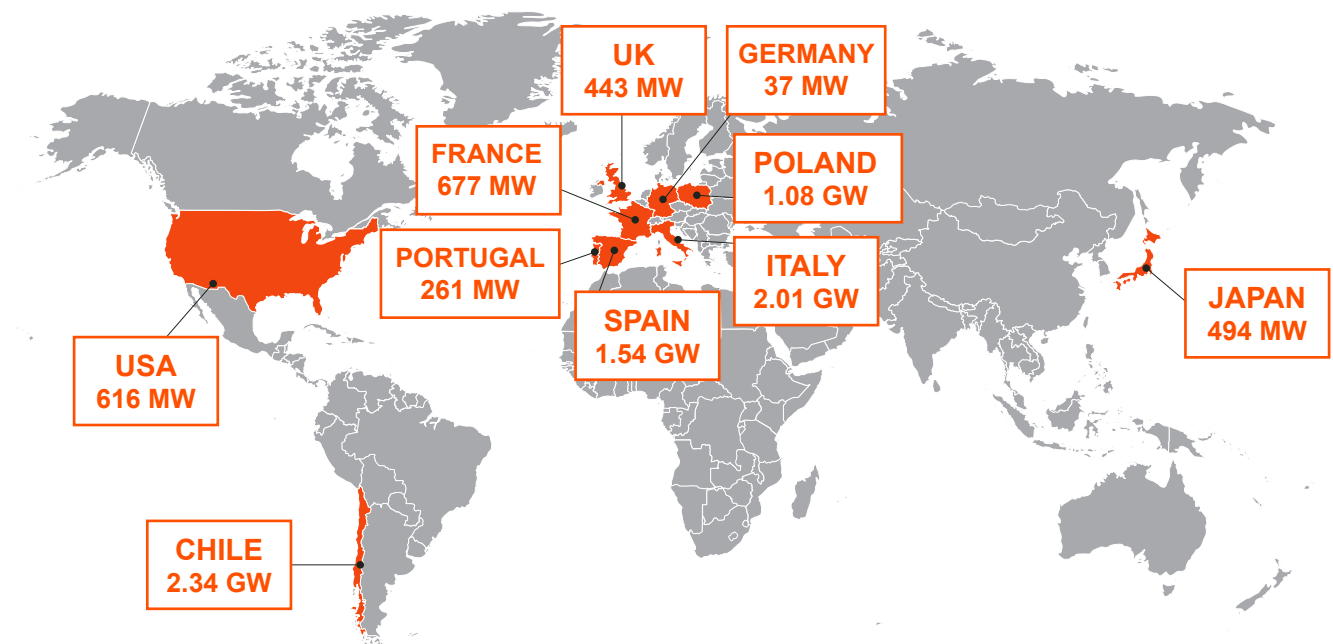 UK
443 MW
GERMANY
37 MW
FRANCE
677 MW
POLAND
1.08 GW
PORTUGAL
261 MW
ITALY
2.01 GW
SPAIN
1.54 GW
JAPAN
494 MW
USA
616 MW
CHILE
2.34 GW